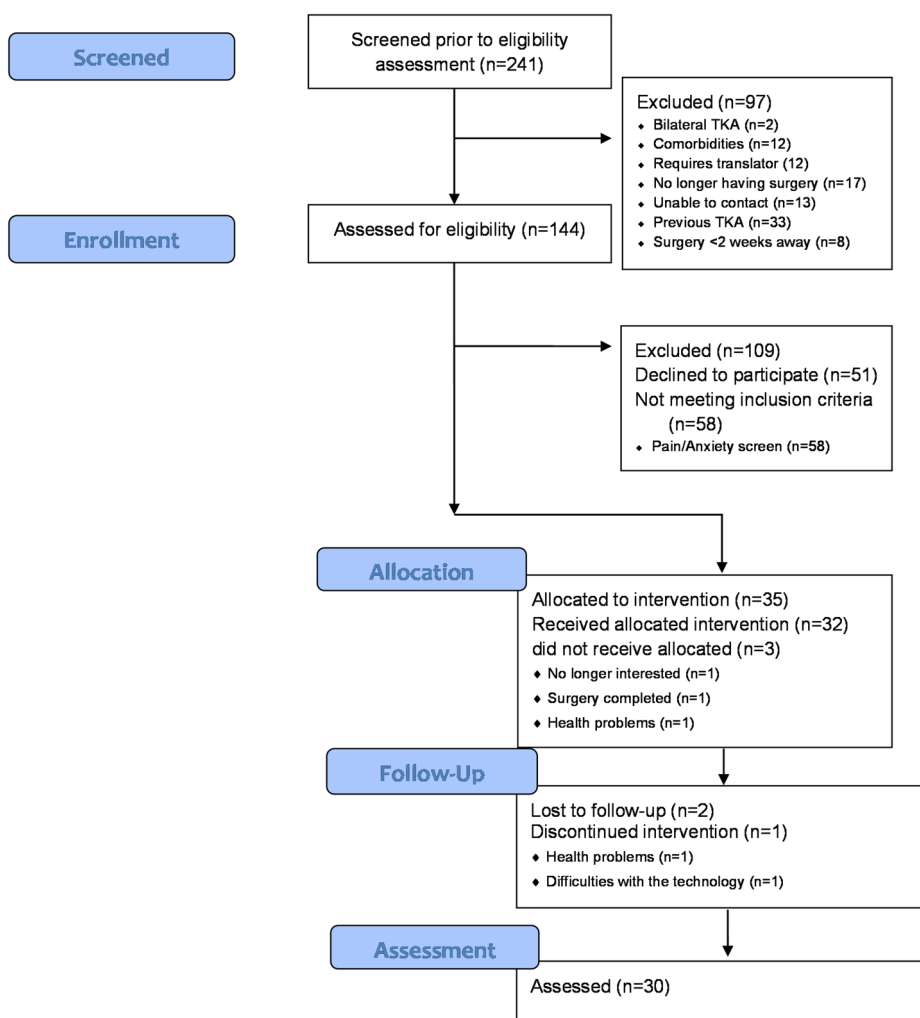 Screened
Screened prior to eligibility
assessment (n=241)
Excluded (n=97)
⬥ Bilateral TKA (n=2)
⬥ Comorbidities (n=12)
⬥ Requires translator (12)
⬥ No longer having surgery (n=17)
⬥ Unable to contact (n=13)
⬥ Previous TKA (n=33)
⬥ Surgery <2 weeks away (n=8)
Enrollment
Assessed for eligibility (n=144)
Excluded (n=109)
Declined to participate (n=51)
Not meeting inclusion criteria
(n=58)
⬥ Pain/Anxiety screen (n=58)
Allocation
Allocated to intervention (n=35)
Received allocated intervention (n=32)
did not receive allocated (n=3)
♦ No longer interested (n=1)
♦ Surgery completed (n=1)
♦ Health problems (n=1)
Follow-Up
Lost to follow-up (n=2)
Discontinued intervention (n=1)
♦ Health problems (n=1)
♦ Difficulties with the technology (n=1)
Assessment
Assessed (n=30)